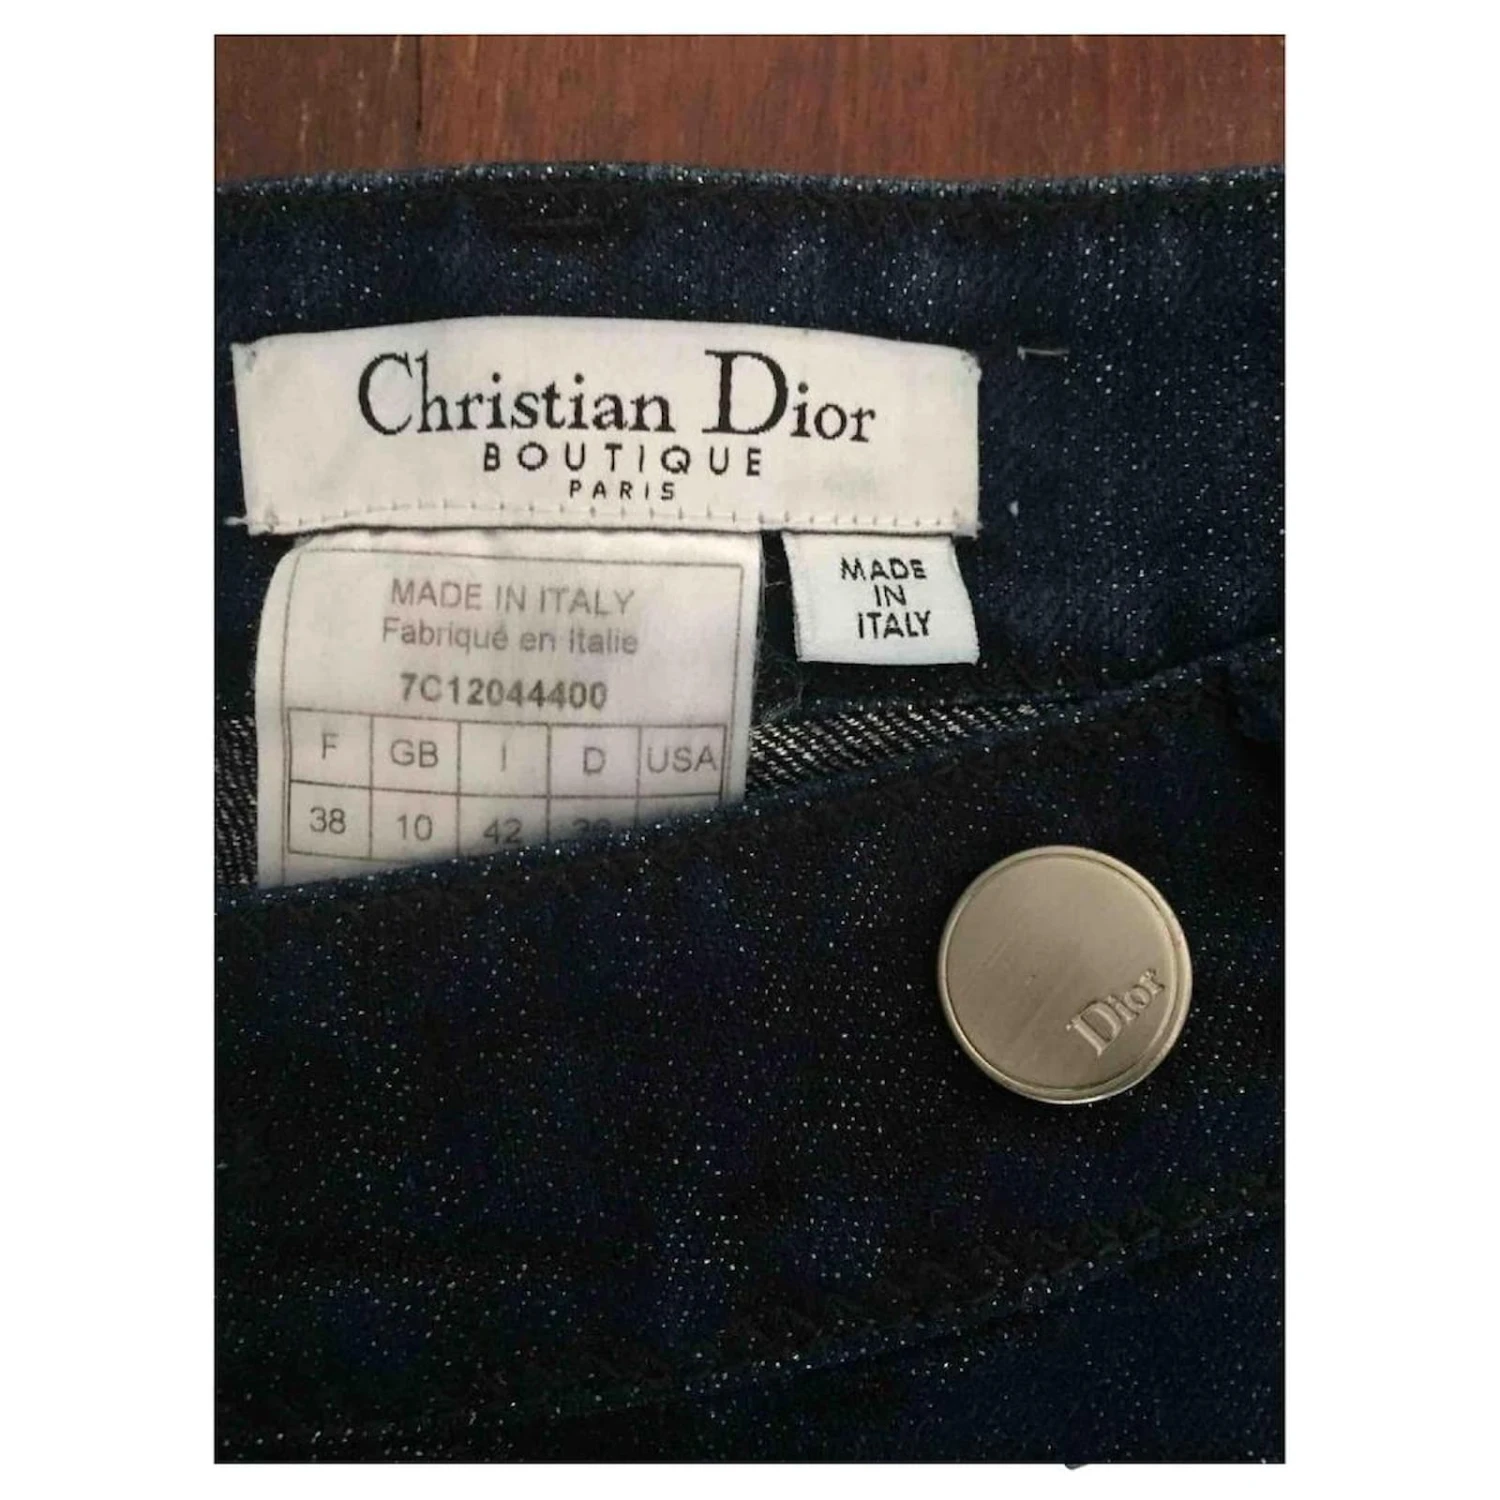 Christian Dior
BOUTIQUE
PARIS
MADE IN ITALY
Fabriqué en Italie
7C12044400
F GB I D USA
38 10 42
MADE
IN
ITALY
Dior